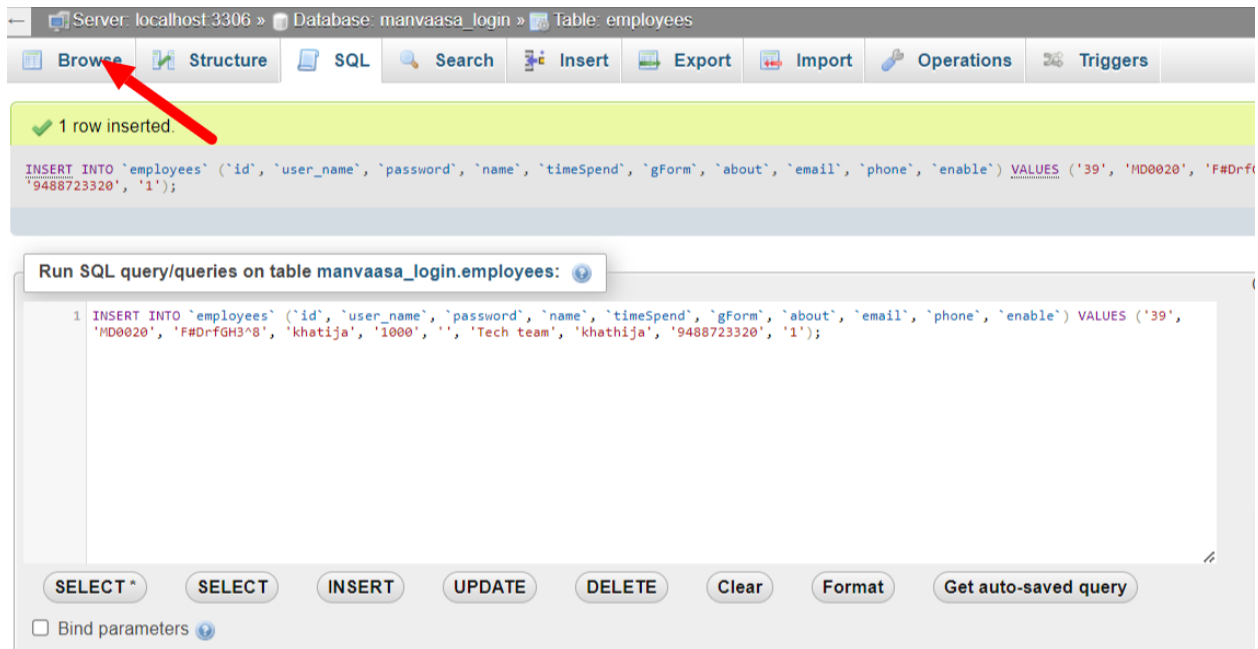 ← Server: localhost:3306 » Database: manvaasa_login » Table: employees
Browse Structure SQL Search Insert Export Import Operations Triggers
1 row inserted.
INSERT INTO `employees` (`id`, `user_name`, `password`, `name`, `timeSpend`, `gForm`, `about`, `email`, `phone`, `enable`) VALUES ('39', 'MD0020', 'F#Drf
'9488723320', '1');
Run SQL query/queries on table manvaasa_login.employees:
1 INSERT INTO `employees` (`id`, `user_name`, `password`, `name`, `timeSpend`, `gForm`, `about`, `email`, `phone`, `enable`) VALUES ('39',
'MD0020', 'F#DrfGH3^8', 'khatija', '1000', '', 'Tech team', 'khathija', '9488723320', '1');
SELECT * SELECT INSERT UPDATE DELETE Clear Format Get auto-saved query
Bind parameters